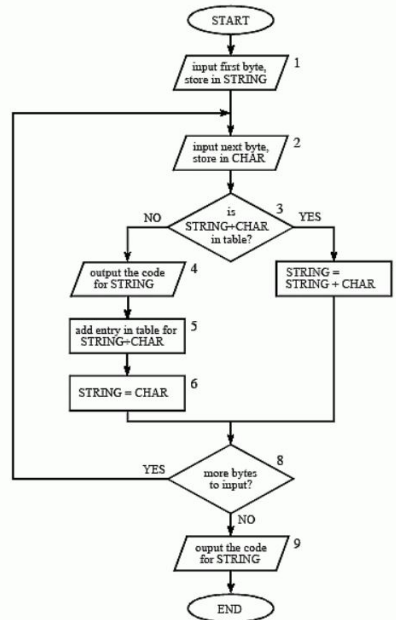 START
input first byte,
store in STRING
1
input next byte,
store in CHAR
2
is
STRING+CHAR
in table?
3
NO
YES
output the code
for STRING
4
STRING =
STRING + CHAR
add entry in table for
STRING+CHAR
5
STRING = CHAR
6
more bytes
to input?
8
YES
NO
ouput the code
for STRING
9
END